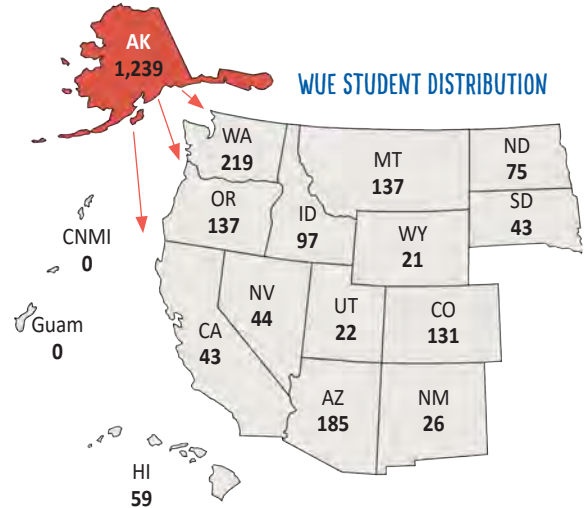 AK
1,239
WUE STUDENT DISTRIBUTION
WA
219
MT
137
ND
75
OR
137
ID
97
SD
43
WY
21
CNMI
0
NV
44
UT
22
CO
131
Guam
0
CA
43
AZ
185
NM
26
HI
59